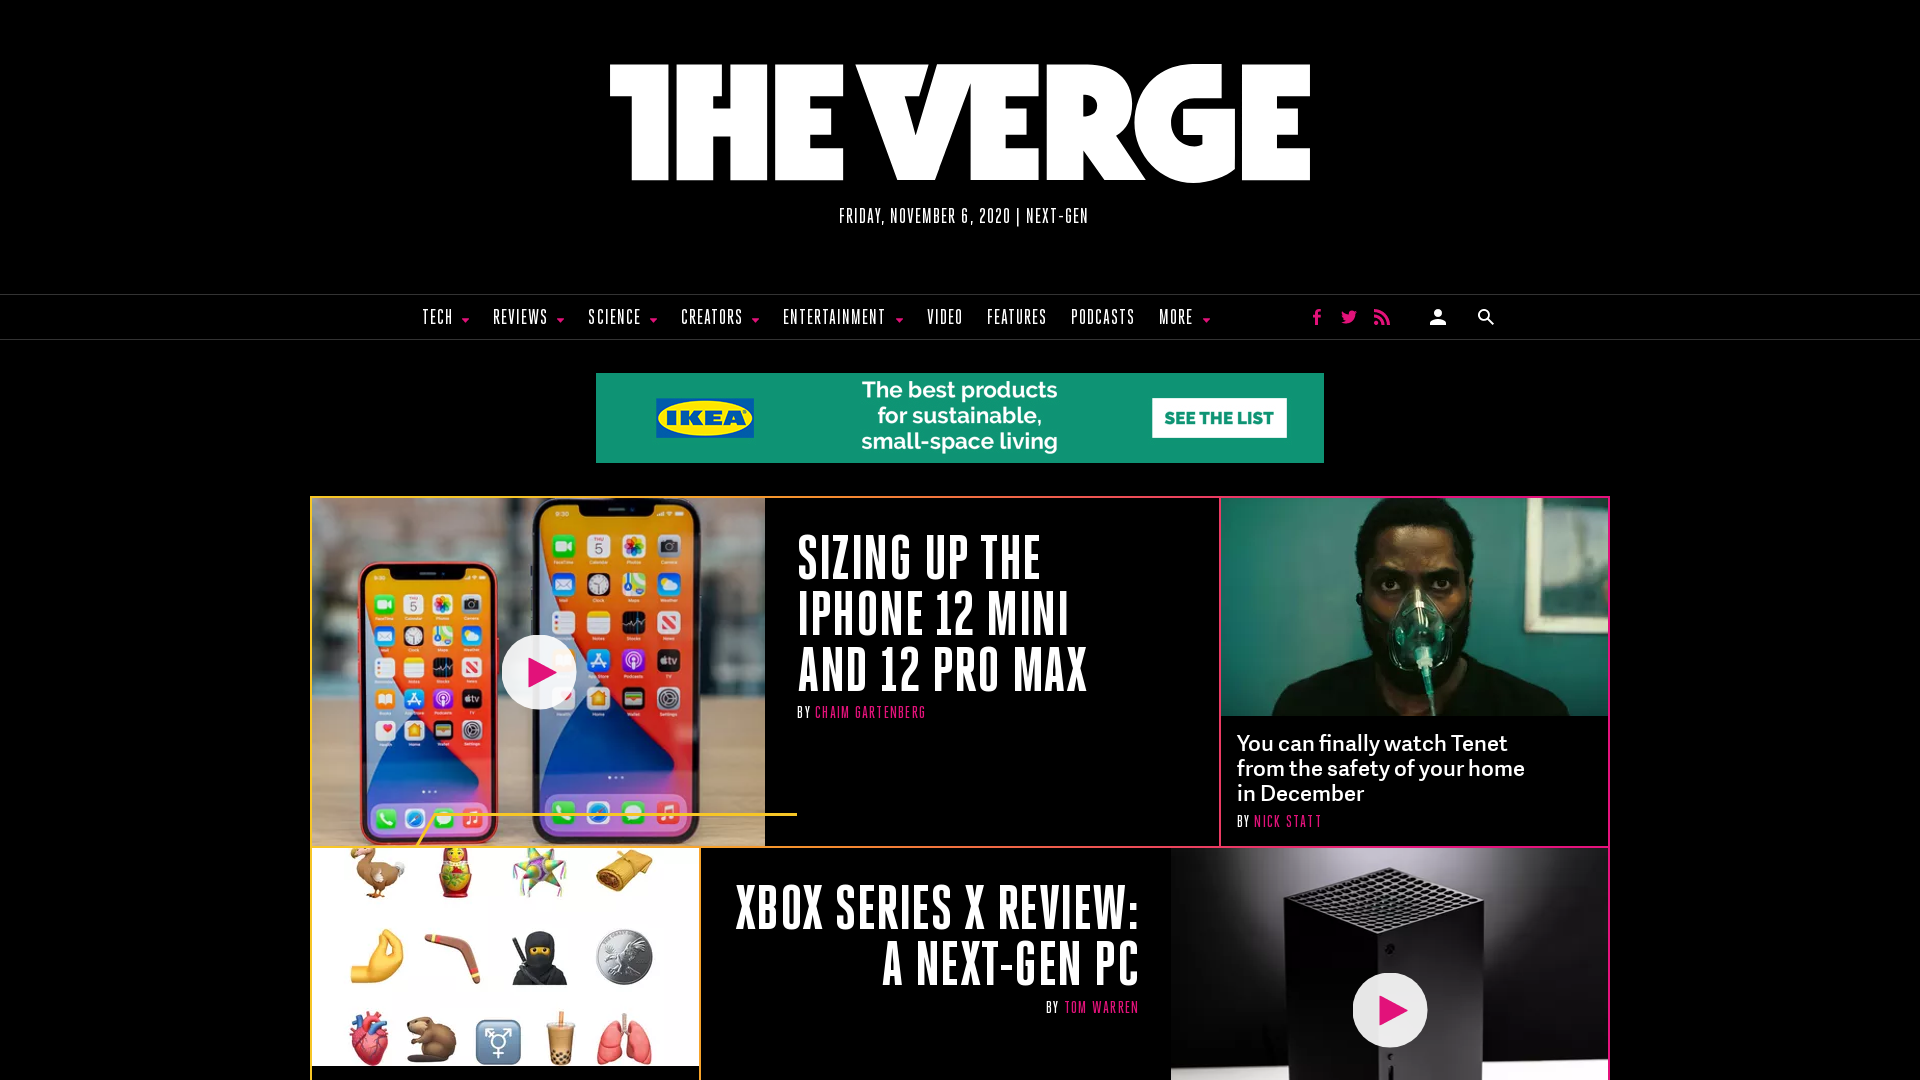 THE VERGE
FRIDAY, NOVEMBER 6, 2020 | NEXT-GEN
TECH REVIEWS SCIENCE CREATORS ENTERTAINMENT VIDEO FEATURES PODCASTS MORE
IKEA
The best products
for sustainable,
small-space living
SEE THE LIST
SIZING UP THE
IPHONE 12 MINI
AND 12 PRO MAX
BY CHAIM GARTENBERG
You can finally watch Tenet
from the safety of your home
in December
BY NICK STATT
XBOX SERIES X REVIEW:
A NEXT-GEN PC
BY TOM WARREN